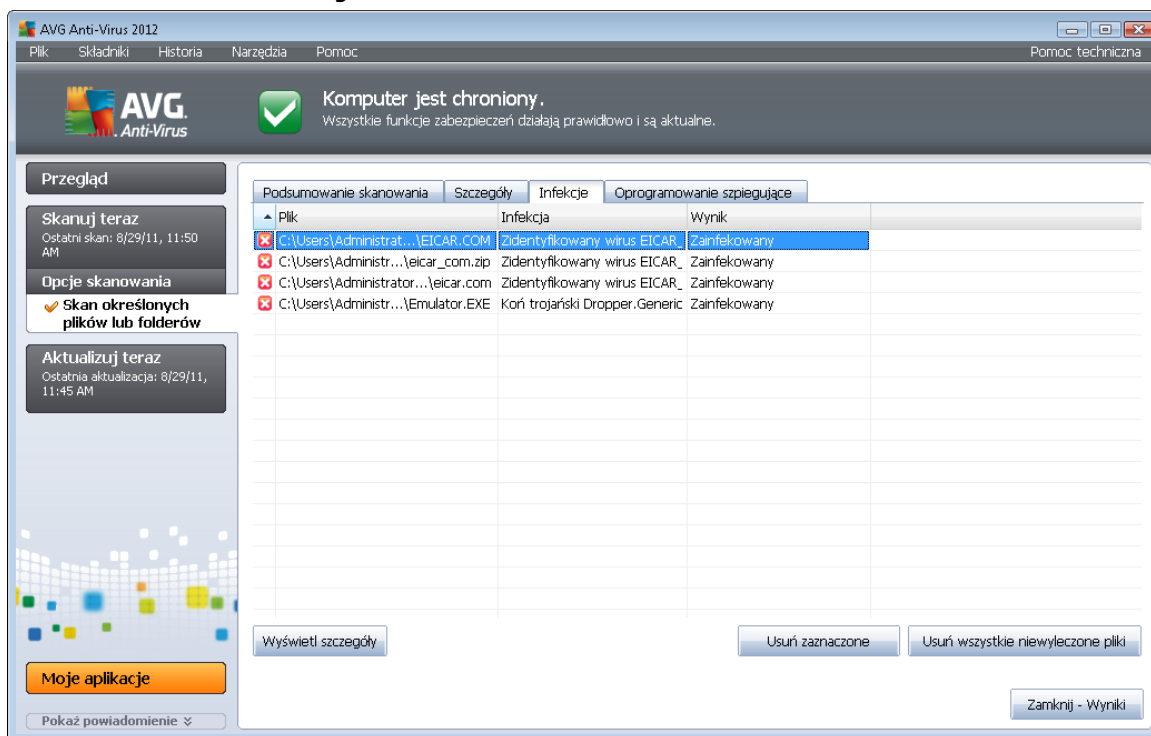 AVG Anti-Virus 2012
Plik Składniki Historia Narzędzia Pomoc Pomoc techniczna
AVG.
Anti-Virus
Komputer jest chroniony.
Wszystkie funkcje zabezpieczeń działają prawidłowo i są aktualne.
Przegląd
Skanuj teraz
Ostatni skan: 8/29/11, 11:50
AM
Opcje skanowania
Skan określonych
plików lub folderów
Aktualizuj teraz
Ostatnia aktualizacja: 8/29/11,
11:45 AM
Moje aplikacje
Pokaż powiadomienie
Podsumowanie skanowania Szczegóły Infekcje Oprogramowanie szpiegujące
Plik Infekcja Wynik
C:\Users\Administrat...\EICAR.COM Zidentyfikowany wirus EICAR_ Zainfekowany
C:\Users\Administr...\eicar_com.zip Zidentyfikowany wirus EICAR_ Zainfekowany
C:\Users\Administrator...\eicar.com Zidentyfikowany wirus EICAR_ Zainfekowany
C:\Users\Administr...\Emulator.EXE Koń trojański Dropper.Generic Zainfekowany
Wyświetl szczegóły Usuń zaznaczone Usuń wszystkie niewyleczone pliki
Zamknij - Wyniki